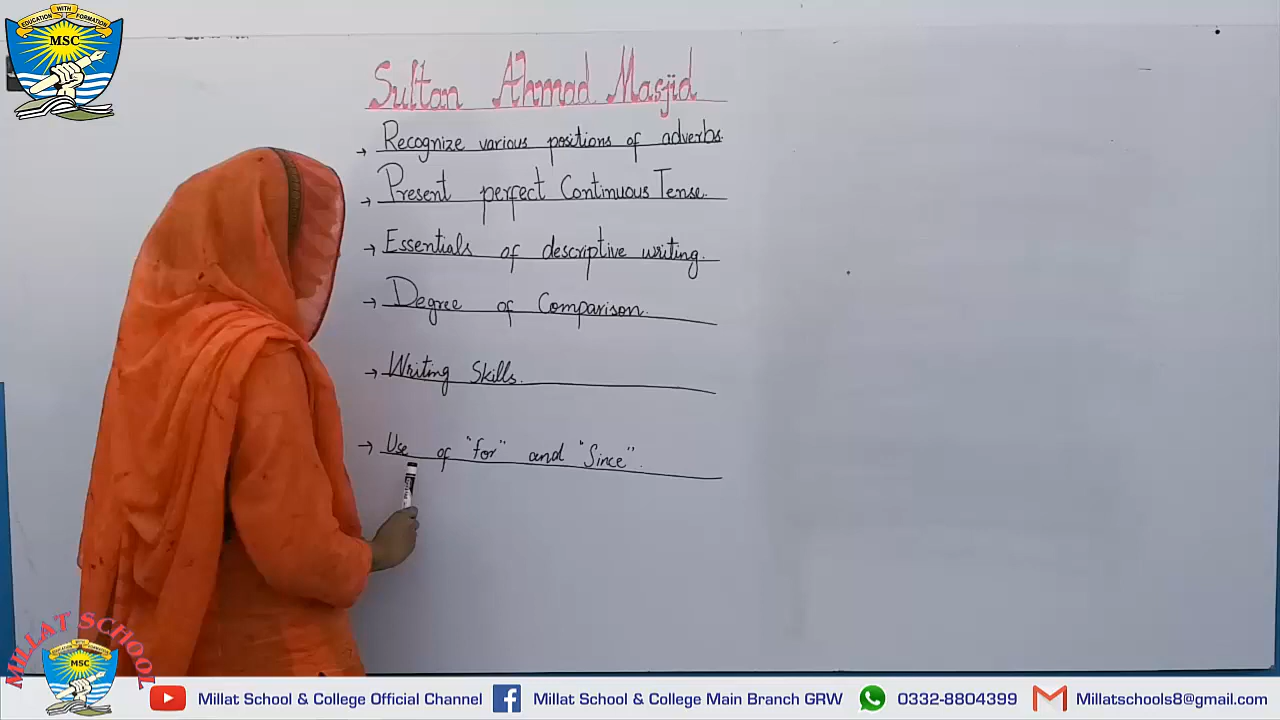 EDUCATION WITH FORMATION
MSC
Sultan Ahmad Masjid
→ Recognize various positions of adverbs.
→ Present perfect Continuous Tense.
→ Essentials of descriptive writing.
→ Degree of Comparison.
→ Writing Skills.
→ Use of "for" and "Since".
MILLAT SCHOOL
MSC
Millat School & College Official Channel
Millat School & College Main Branch GRW
0332-8804399
Millatschools8@gmail.com